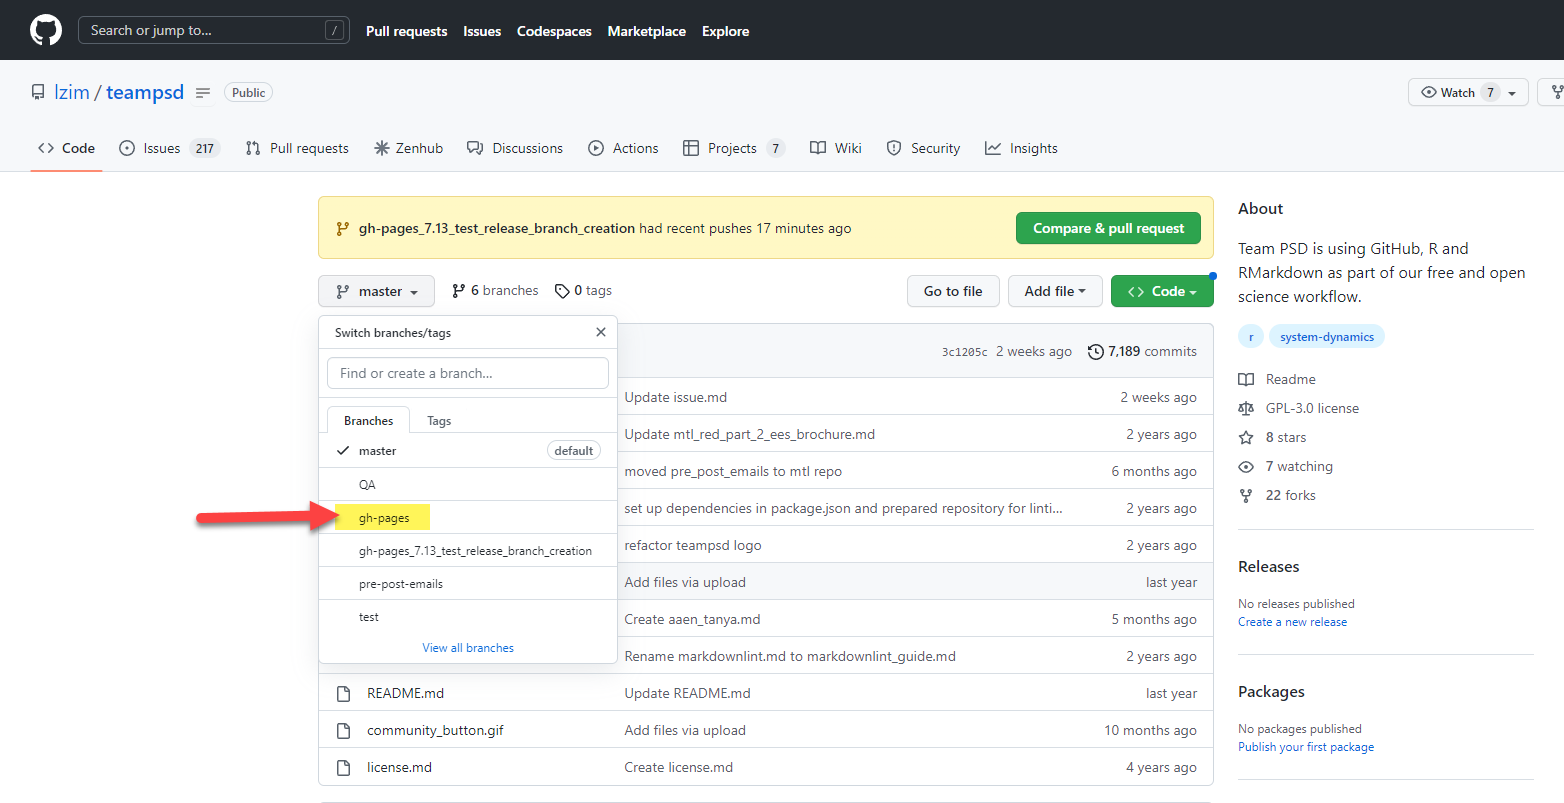 Search or jump to... /
Pull requests Issues Codespaces Marketplace Explore
lzim / teampsd Public
Watch 7
Code Issues 217 Pull requests Zenhub Discussions Actions Projects 7 Wiki Security Insights
gh-pages_7.13_test_release_branch_creation had recent pushes 17 minutes ago Compare & pull request
master 6 branches 0 tags Go to file Add file Code
Switch branches/tags
Find or create a branch...
Branches Tags
master default
QA
gh-pages
gh-pages_7.13_test_release_branch_creation
pre-post-emails
test
View all branches
3c1205c 2 weeks ago 7,189 commits
Update issue.md 2 weeks ago
Update mtl_red_part_2_ees_brochure.md 2 years ago
moved pre_post_emails to mtl repo 6 months ago
set up dependencies in package.json and prepared repository for linti... 2 years ago
refactor teampsd logo 2 years ago
Add files via upload last year
Create aaen_tanya.md 5 months ago
Rename markdownlint.md to markdownlint_guide.md 2 years ago
README.md Update README.md last year
community_button.gif Add files via upload 10 months ago
license.md Create license.md 4 years ago
About
Team PSD is using GitHub, R and
RMarkdown as part of our free and open
science workflow.
r system-dynamics
Readme
GPL-3.0 license
8 stars
7 watching
22 forks
Releases
No releases published
Create a new release
Packages
No packages published
Publish your first package